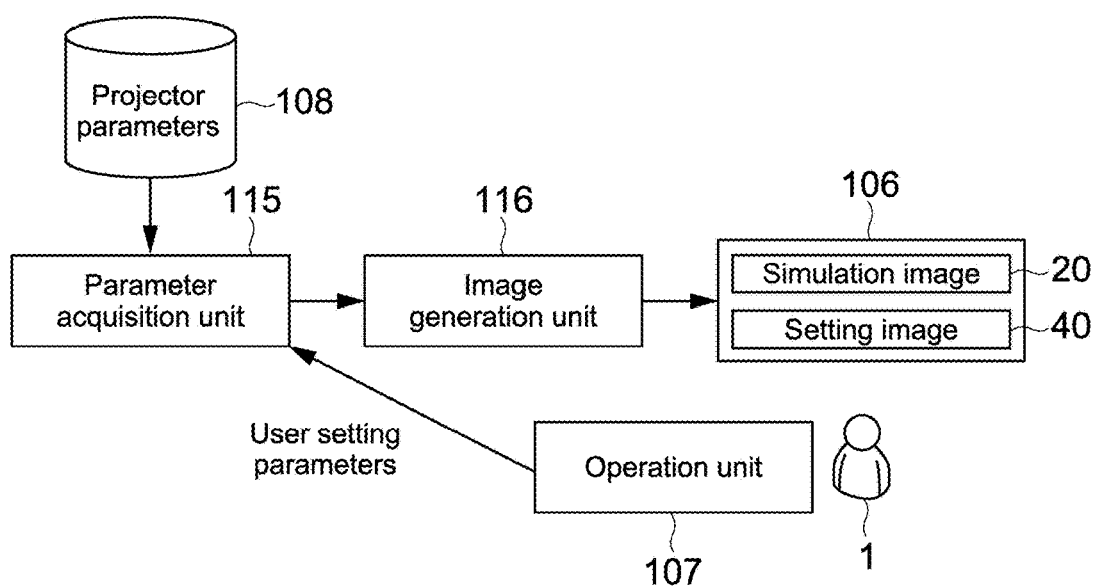 Projector
parameters
108
115
116
106
Parameter
acquisition unit
Image
generation unit
Simulation image
20
Setting image
40
User setting
parameters
Operation unit
107
1